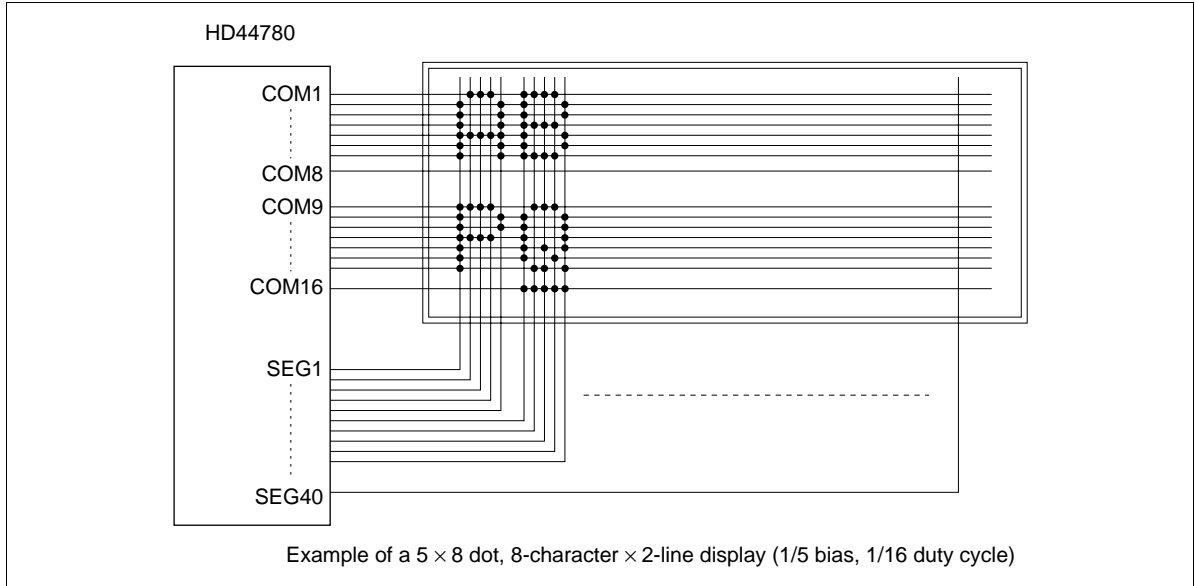 HD44780
COM1
COM8
COM9
COM16
SEG1
SEG40
Example of a 5 × 8 dot, 8-character × 2-line display (1/5 bias, 1/16 duty cycle)